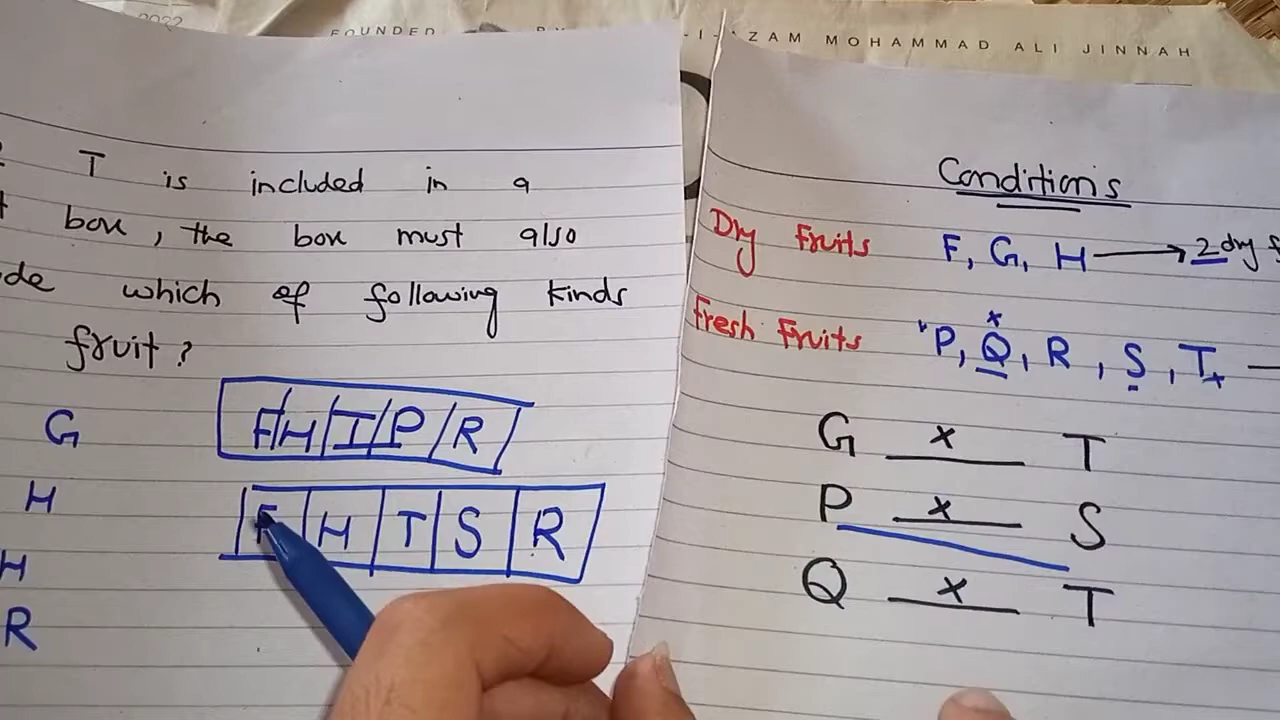 2022
FOUNDED
AZAM MOHAMMAD ALI JINNAH
T is included in a
box, the box must also
which of following kinds
fruit?
G
H
H
R
F H T P R
F H T S R
Conditions
Dry Fruits F, G, H → 2 dry
Fresh Fruits P, Q, R, S, T
G x T
P x S
Q x T